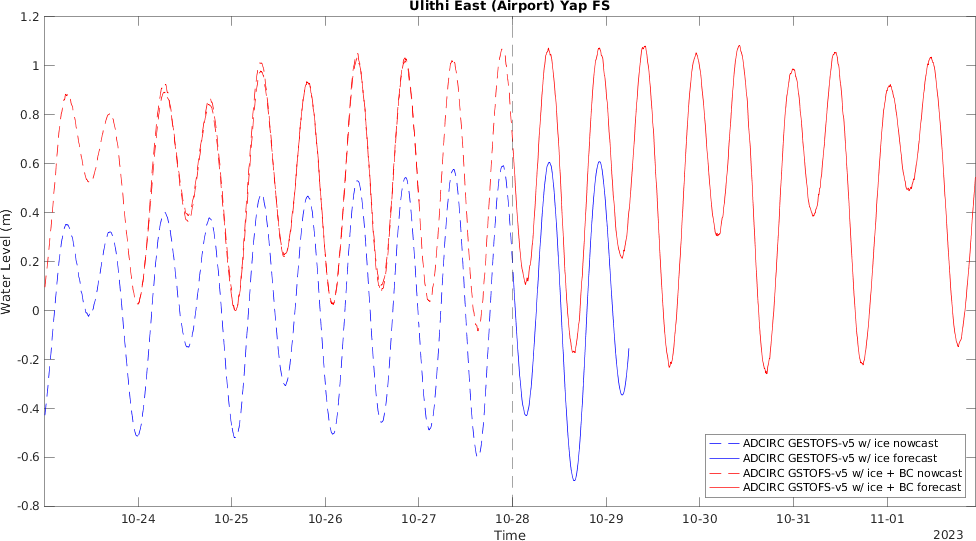 Ulithi East (Airport) Yap FS
1.2
1
0.8
0.6
0.4
0.2
0
-0.2
-0.4
-0.6
-0.8
Water Level (m)
10-24 10-25 10-26 10-27 10-28 10-29 10-30 10-31 11-01
Time
2023
ADCIRC GESTOFS-v5 w/ ice nowcast
ADCIRC GESTOFS-v5 w/ ice forecast
ADCIRC GSTOFS-v5 w/ ice + BC nowcast
ADCIRC GSTOFS-v5 w/ ice + BC forecast